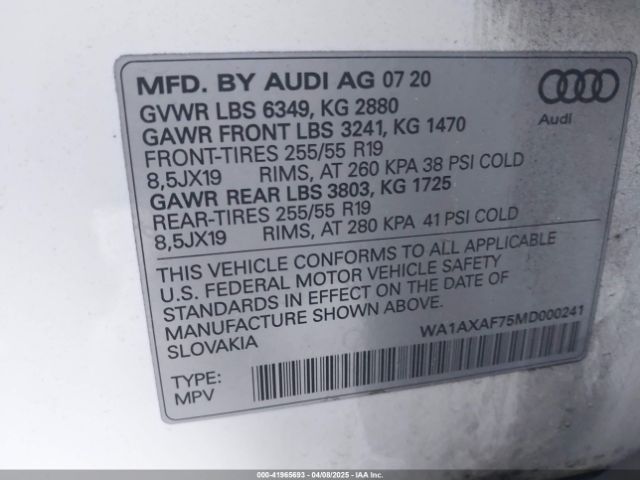 MFD. BY AUDI AG 07 20
GVWR LBS 6349, KG 2880
GAWR FRONT LBS 3241, KG 1470
FRONT-TIRES 255/55 R19
8,5JX19 RIMS, AT 260 KPA 38 PSI COLD
GAWR REAR LBS 3803, KG 1725
REAR-TIRES 255/55 R19
8,5JX19 RIMS, AT 280 KPA 41 PSI COLD
Audi
THIS VEHICLE CONFORMS TO ALL APPLICABLE
U.S. FEDERAL MOTOR VEHICLE SAFETY
STANDARDS IN EFFECT ON THE DATE OF
MANUFACTURE SHOWN ABOVE.
SLOVAKIA
WA1AXAF75MD000241
TYPE:
MPV
000-41965693 - 04/08/2025 - IAA Inc.